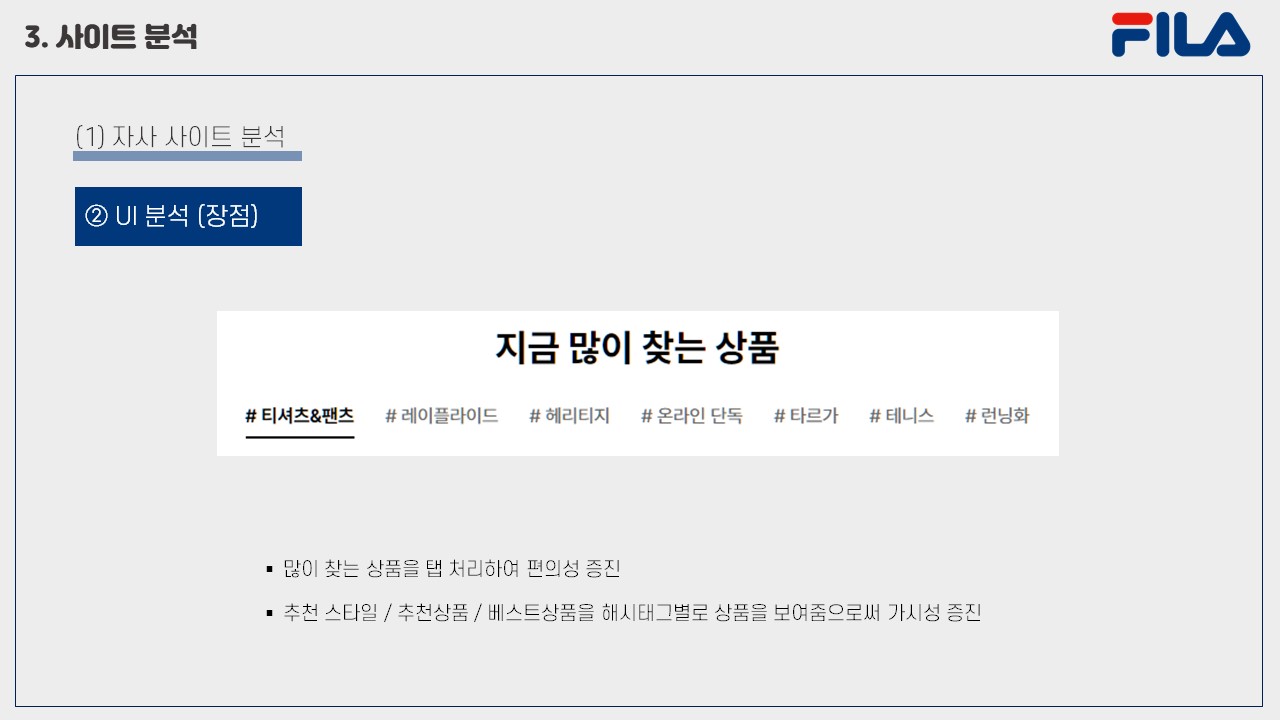 3. 사이트 분석
FILA
(1) 자사 사이트 분석
② UI 분석 (장점)
지금 많이 찾는 상품
# 티셔츠&팬츠 # 레이플라이드 # 헤리티지 # 온라인 단독 # 타르가 # 테니스 # 런닝화
▪ 많이 찾는 상품을 탭 처리하여 편의성 증진
▪ 추천 스타일 / 추천상품 / 베스트상품을 해시태그별로 상품을 보여줌으로써 가시성 증진